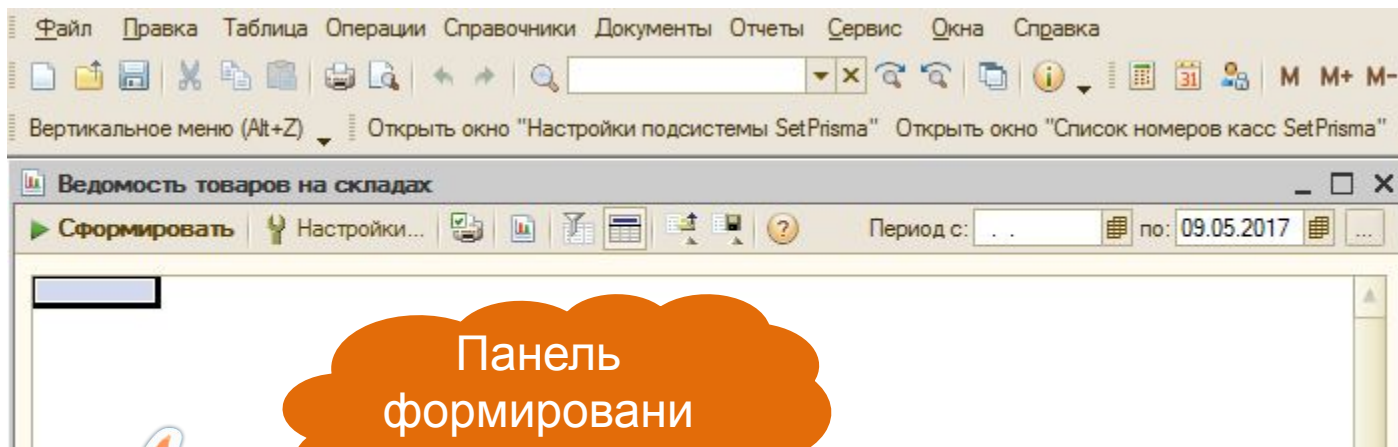 Файл Правка Таблица Операции Справочники Документы Отчеты Сервис Окна Справка
31 M M+ M-
Вертикальное меню (Alt+Z) Открыть окно "Настройки подсистемы SetPrisma" Открыть окно "Список номеров касс SetPrisma"
Ведомость товаров на складах
Сформировать Настройки... Период с: . . по: 09.05.2017 ...
Панель
формировани